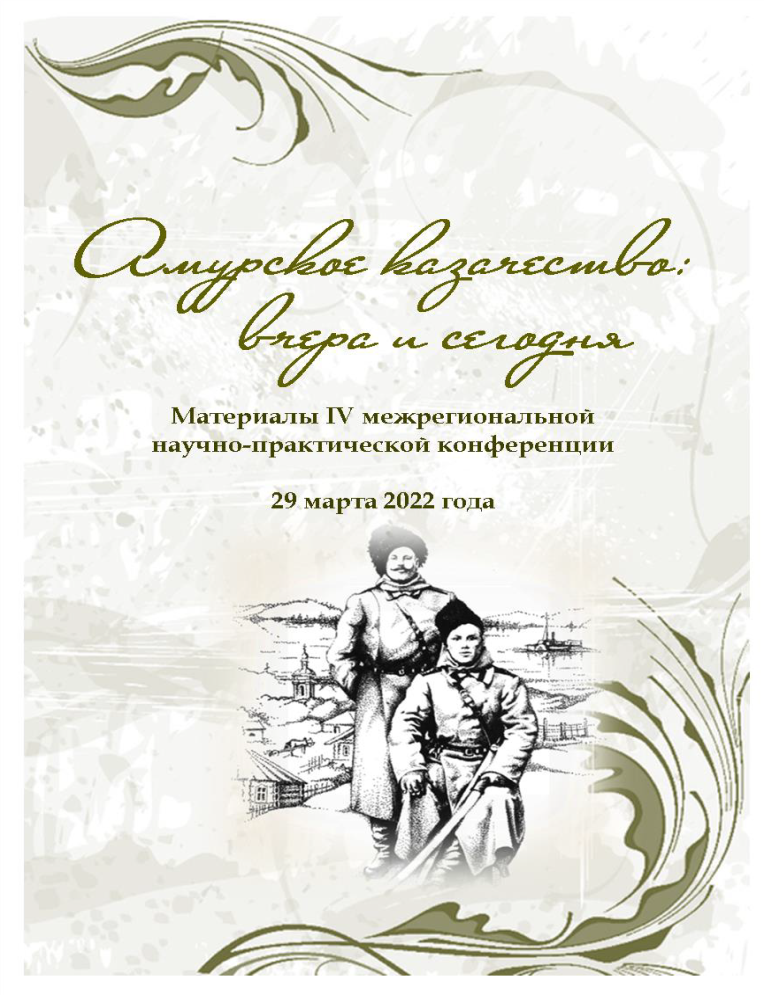 Амурское казачество:
вчера и сегодня
Материалы IV межрегиональной
научно-практической конференции
29 марта 2022 года